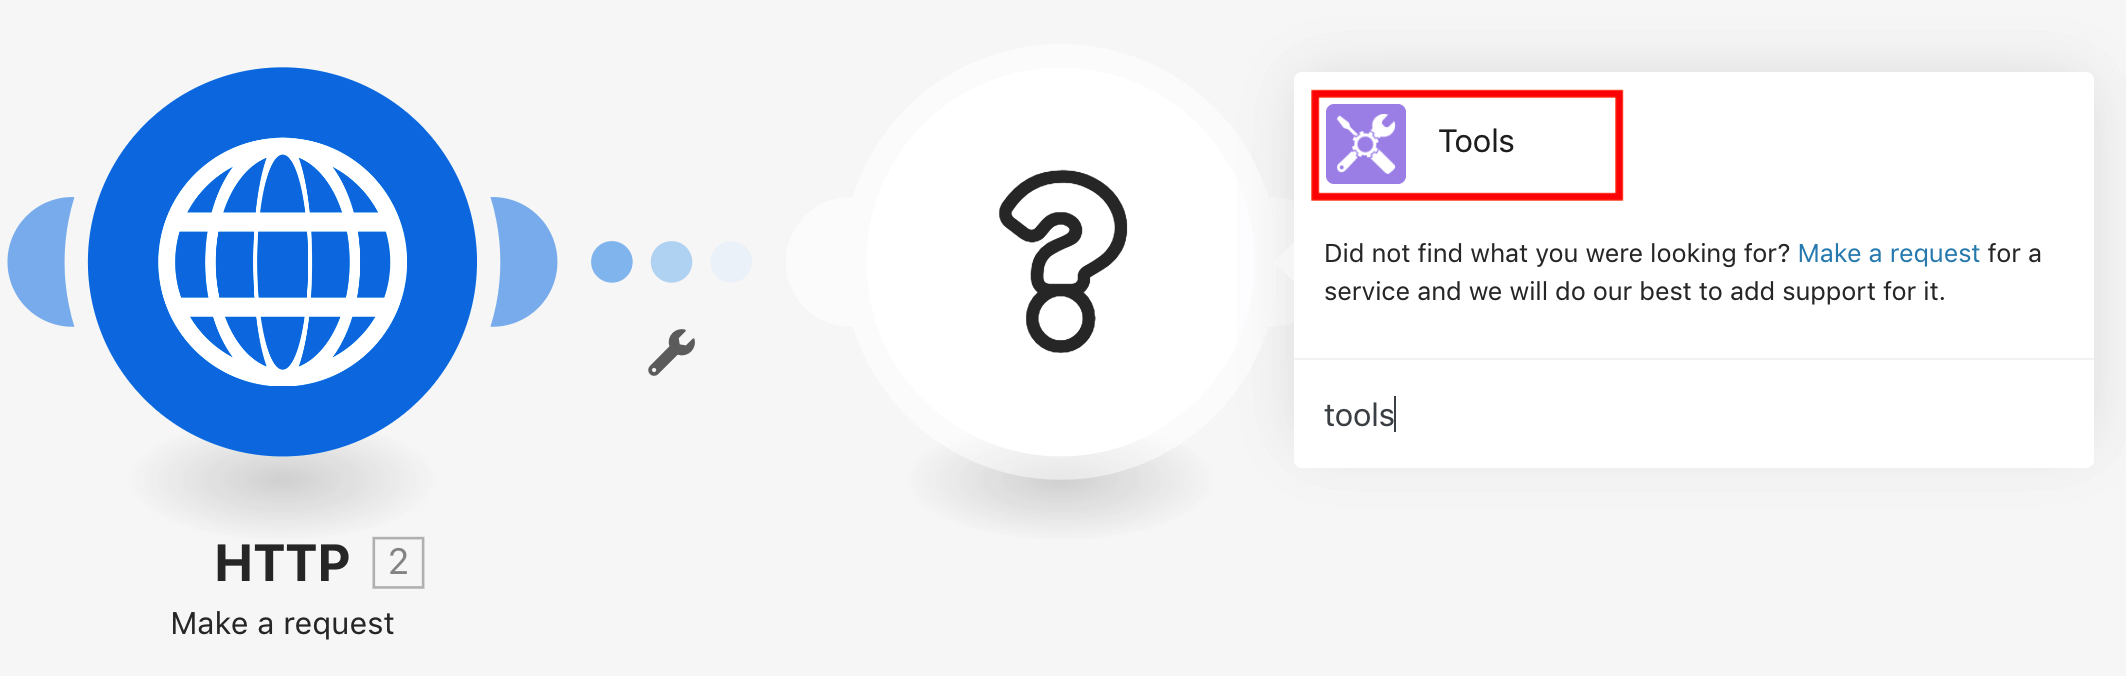 Tools
Did not find what you were looking for? Make a request for a
service and we will do our best to add support for it.
tools
HTTP 2
Make a request